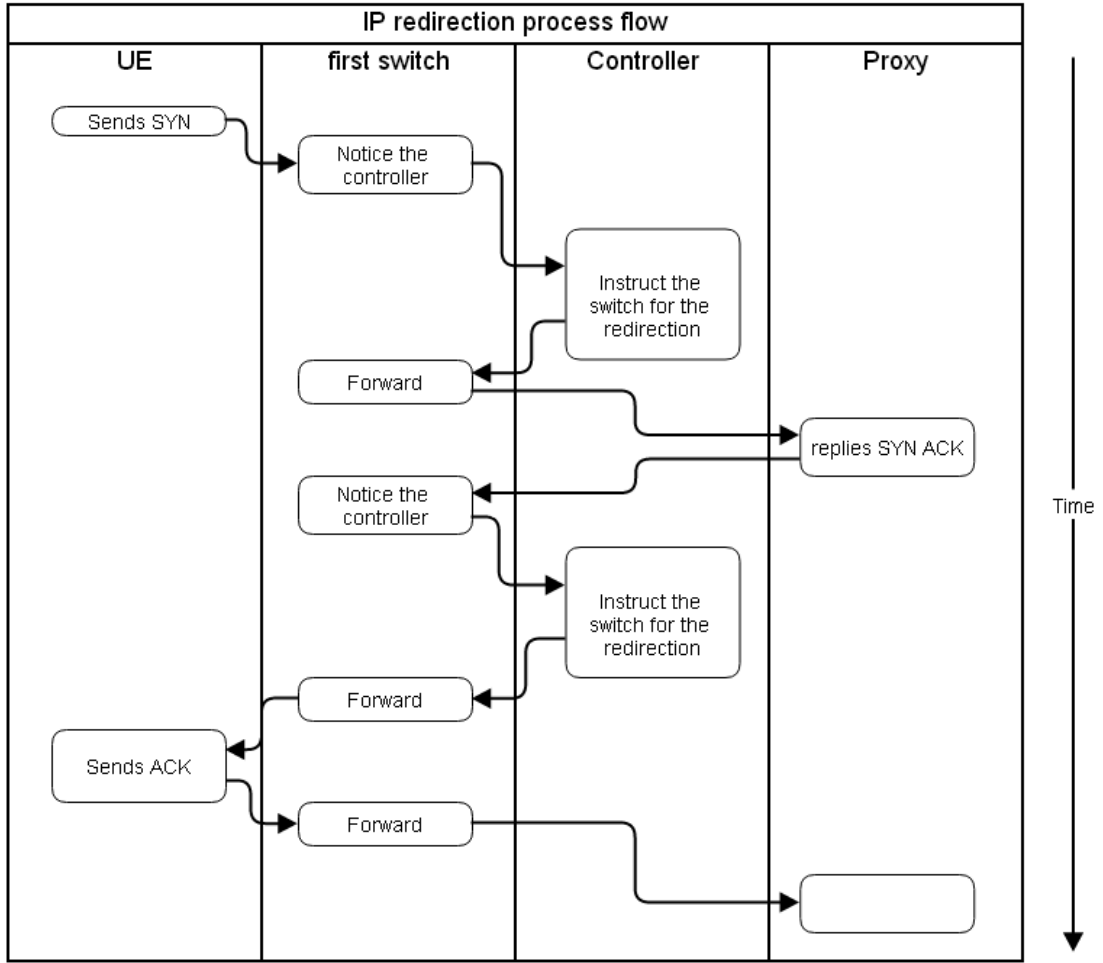 IP redirection process flow
UE
first switch
Controller
Proxy
Sends SYN
Notice the
controller
Instruct the
switch for the
redirection
Forward
replies SYN ACK
Notice the
controller
Time
Instruct the
switch for the
redirection
Forward
Sends ACK
Forward